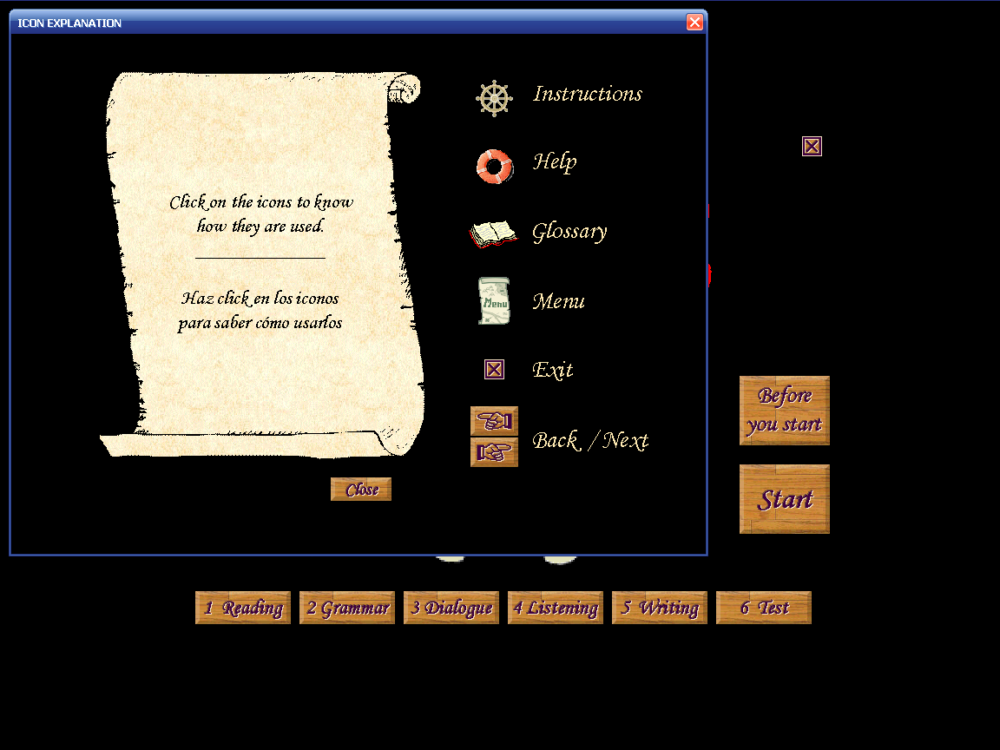 ICON EXPLANATION
Click on the icons to know
how they are used.
Haz click en los iconos
para saber cómo usarlos
Instructions
Help
Glossary
Menu
Menu
Exit
Back / Next
Close
Before
you start
Start
1 Reading
2 Grammar
3 Dialogue
4 Listening
5 Writing
6 Test